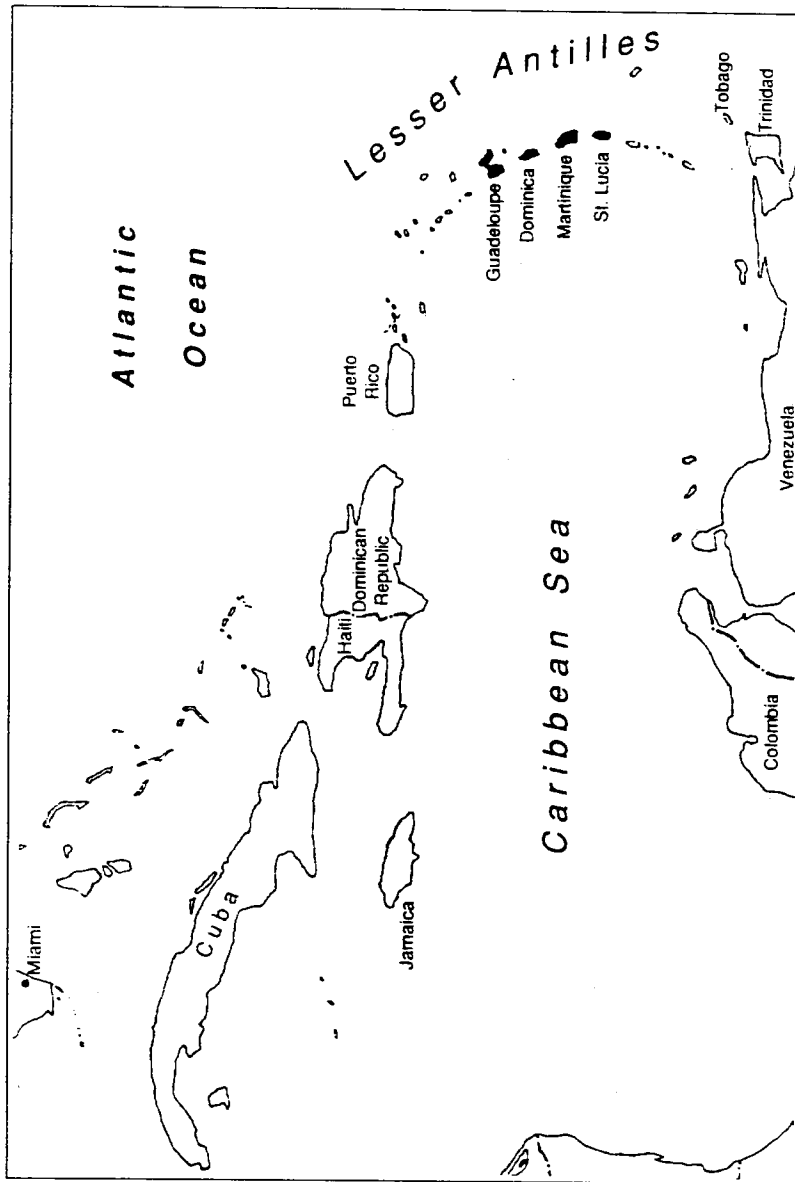 Miami
Atlantic
Ocean
Cuba
Lesser Antilles
Puerto
Rico
Haiti
Dominican
Republic
Jamaica
Guadeloupe
Dominica
Martinique
St. Lucia
Caribbean Sea
Tobago
Trinidad
Colombia
Venezuela